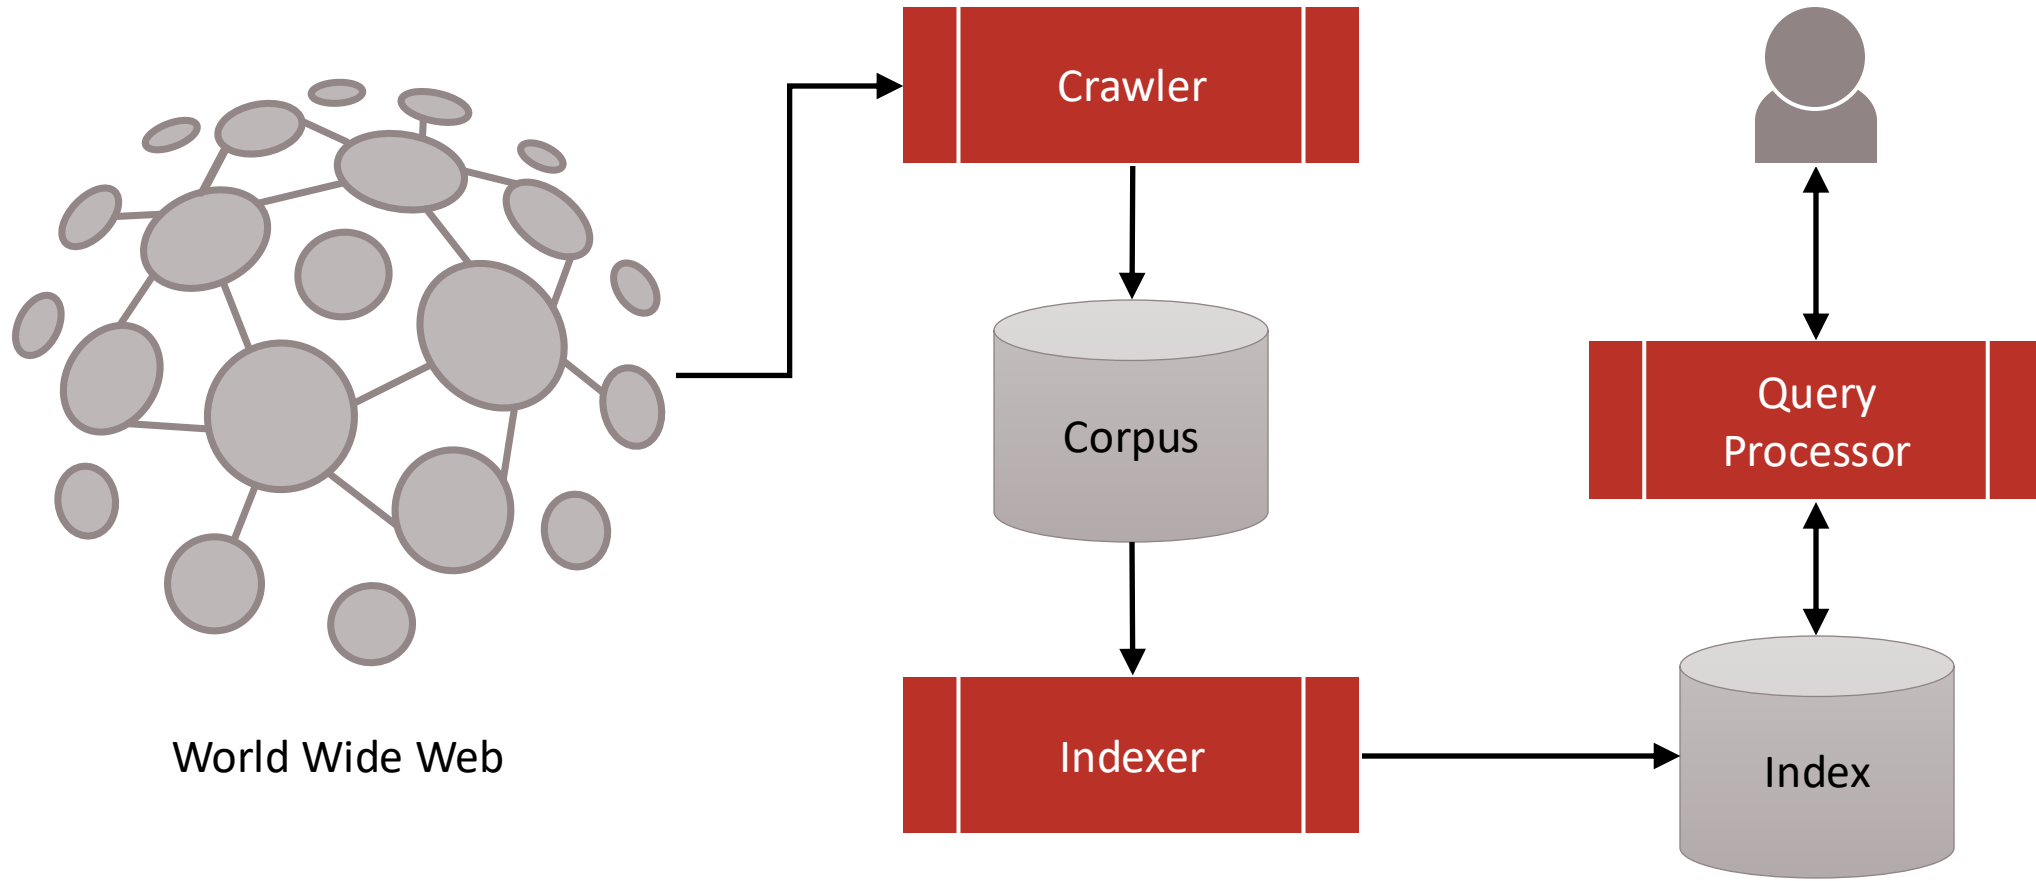 Crawler
Query
Processor
Corpus
World Wide Web
Indexer
Index